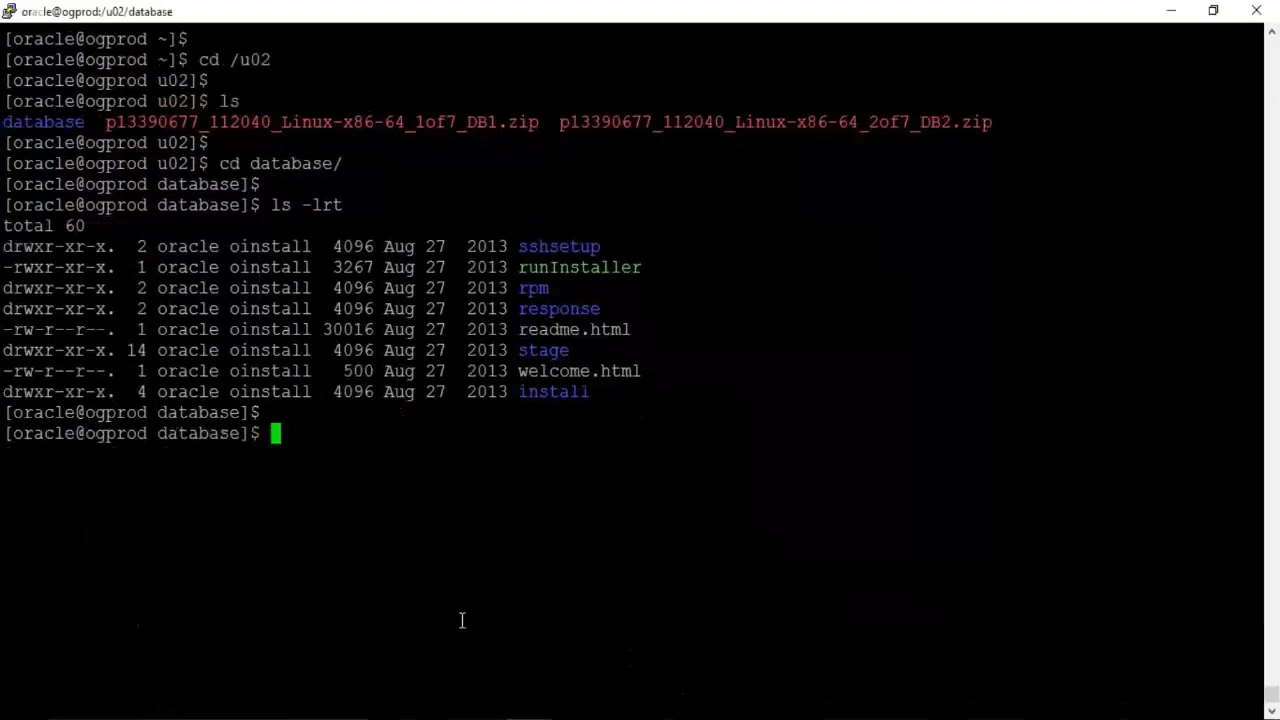 oracle@ogprod:/u02/database
[oracle@ogprod ~]$
[oracle@ogprod ~]$ cd /u02
[oracle@ogprod u02]$
[oracle@ogprod u02]$ ls
database  p13390677_112040_Linux-x86-64_1of7_DB1.zip  p13390677_112040_Linux-x86-64_2of7_DB2.zip
[oracle@ogprod u02]$
[oracle@ogprod u02]$ cd database/
[oracle@ogprod database]$
[oracle@ogprod database]$ ls -lrt
total 60
drwxr-xr-x.  2 oracle oinstall  4096 Aug 27  2013 sshsetup
-rwxr-xr-x.  1 oracle oinstall  3267 Aug 27  2013 runInstaller
drwxr-xr-x.  2 oracle oinstall  4096 Aug 27  2013 rpm
drwxr-xr-x.  2 oracle oinstall  4096 Aug 27  2013 response
-rw-r--r--.  1 oracle oinstall 30016 Aug 27  2013 readme.html
drwxr-xr-x. 14 oracle oinstall  4096 Aug 27  2013 stage
-rw-r--r--.  1 oracle oinstall   500 Aug 27  2013 welcome.html
drwxr-xr-x.  4 oracle oinstall  4096 Aug 27  2013 install
[oracle@ogprod database]$
[oracle@ogprod database]$